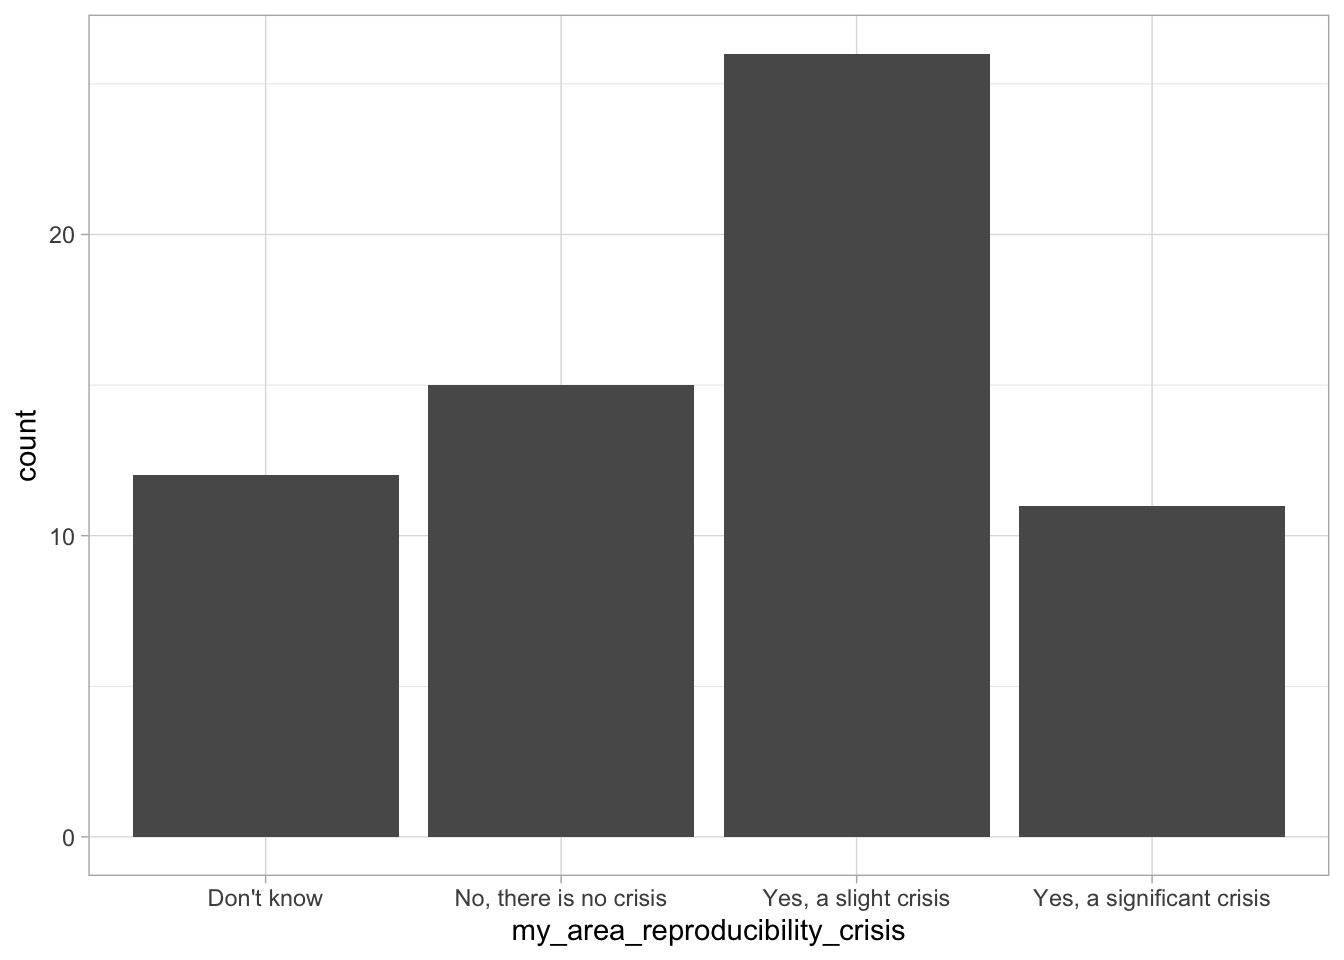 count
20
10
0
Don't know
No, there is no crisis
Yes, a slight crisis
Yes, a significant crisis
my_area_reproducibility_crisis